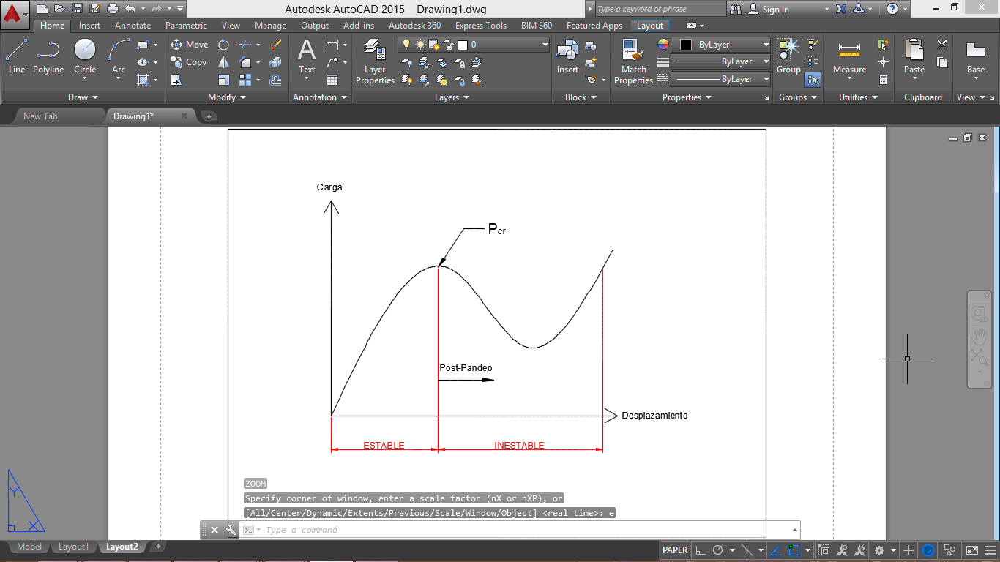 Autodesk AutoCAD 2015 Drawing1.dwg
Type a keyword or phrase
Sign In
Home Insert Annotate Parametric View Manage Output Add-ins Autodesk 360 Express Tools BIM 360 Featured Apps Layout
Line Polyline Circle Arc
Move
Copy
Text
Layer Properties
0
Insert
Match Properties
ByLayer
ByLayer
ByLayer
Group
Measure
Paste
Base
Draw Modify Annotation Layers Block Properties Groups Utilities Clipboard View
New Tab Drawing1*
Carga
Pcr
2D
Post-Pandeo
Desplazamiento
ESTABLE INESTABLE
ZOOM
Specify corner of window, enter a scale factor (nX or nXP), or
[All/Center/Dynamic/Extents/Previous/Scale/Window/Object] <real time>: e
Y
X
Type a command
Model Layout1 Layout2
PAPER